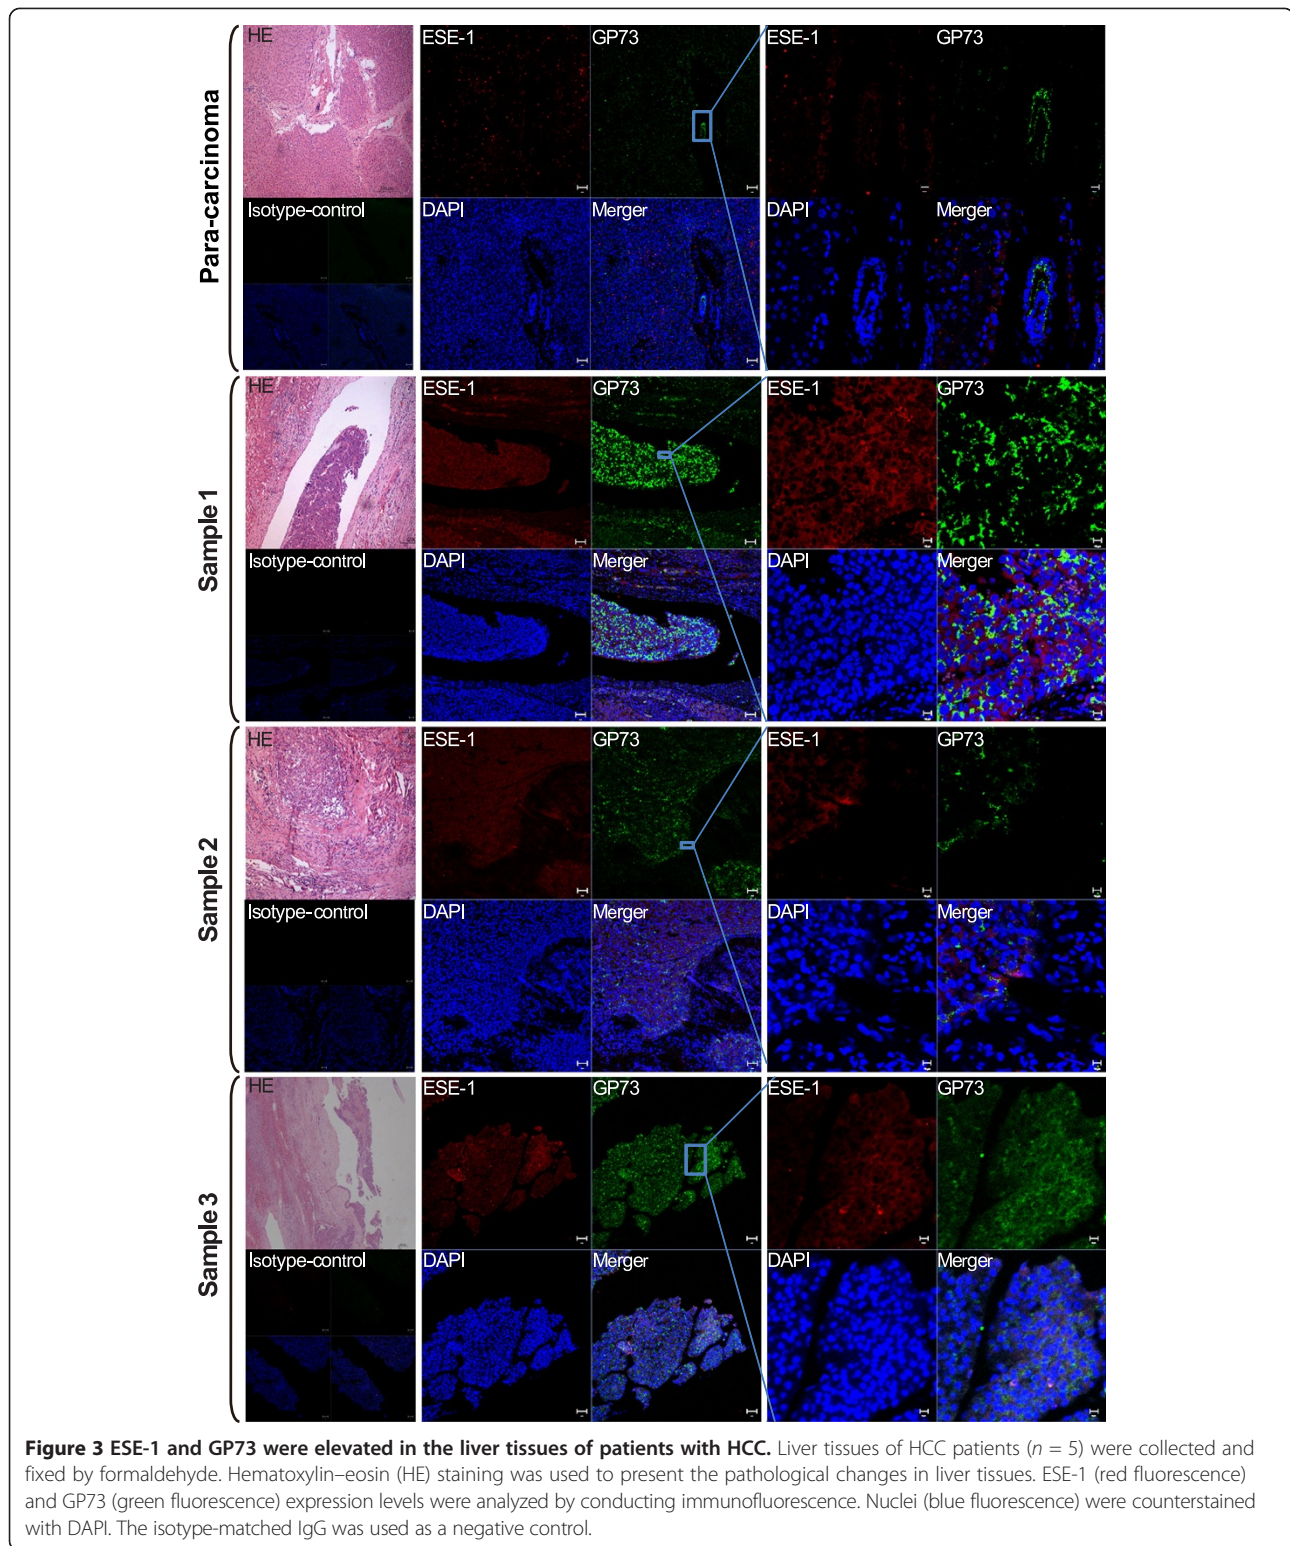 Para-carcinoma
HE
ESE-1
GP73
ESE-1
GP73
Isotype-control
DAPI
Merger
DAPI
Merger
Sample 1
HE
ESE-1
GP73
ESE-1
GP73
Isotype-control
DAPI
Merger
DAPI
Merger
Sample 2
HE
ESE-1
GP73
ESE-1
GP73
Isotype-control
DAPI
Merger
DAPI
Merger
Sample 3
HE
ESE-1
GP73
ESE-1
GP73
Isotype-control
DAPI
Merger
DAPI
Merger
Figure 3 ESE-1 and GP73 were elevated in the liver tissues of patients with HCC. Liver tissues of HCC patients (n = 5) were collected and
fixed by formaldehyde. Hematoxylin–eosin (HE) staining was used to present the pathological changes in liver tissues. ESE-1 (red fluorescence)
and GP73 (green fluorescence) expression levels were analyzed by conducting immunofluorescence. Nuclei (blue fluorescence) were counterstained
with DAPI. The isotype-matched IgG was used as a negative control.